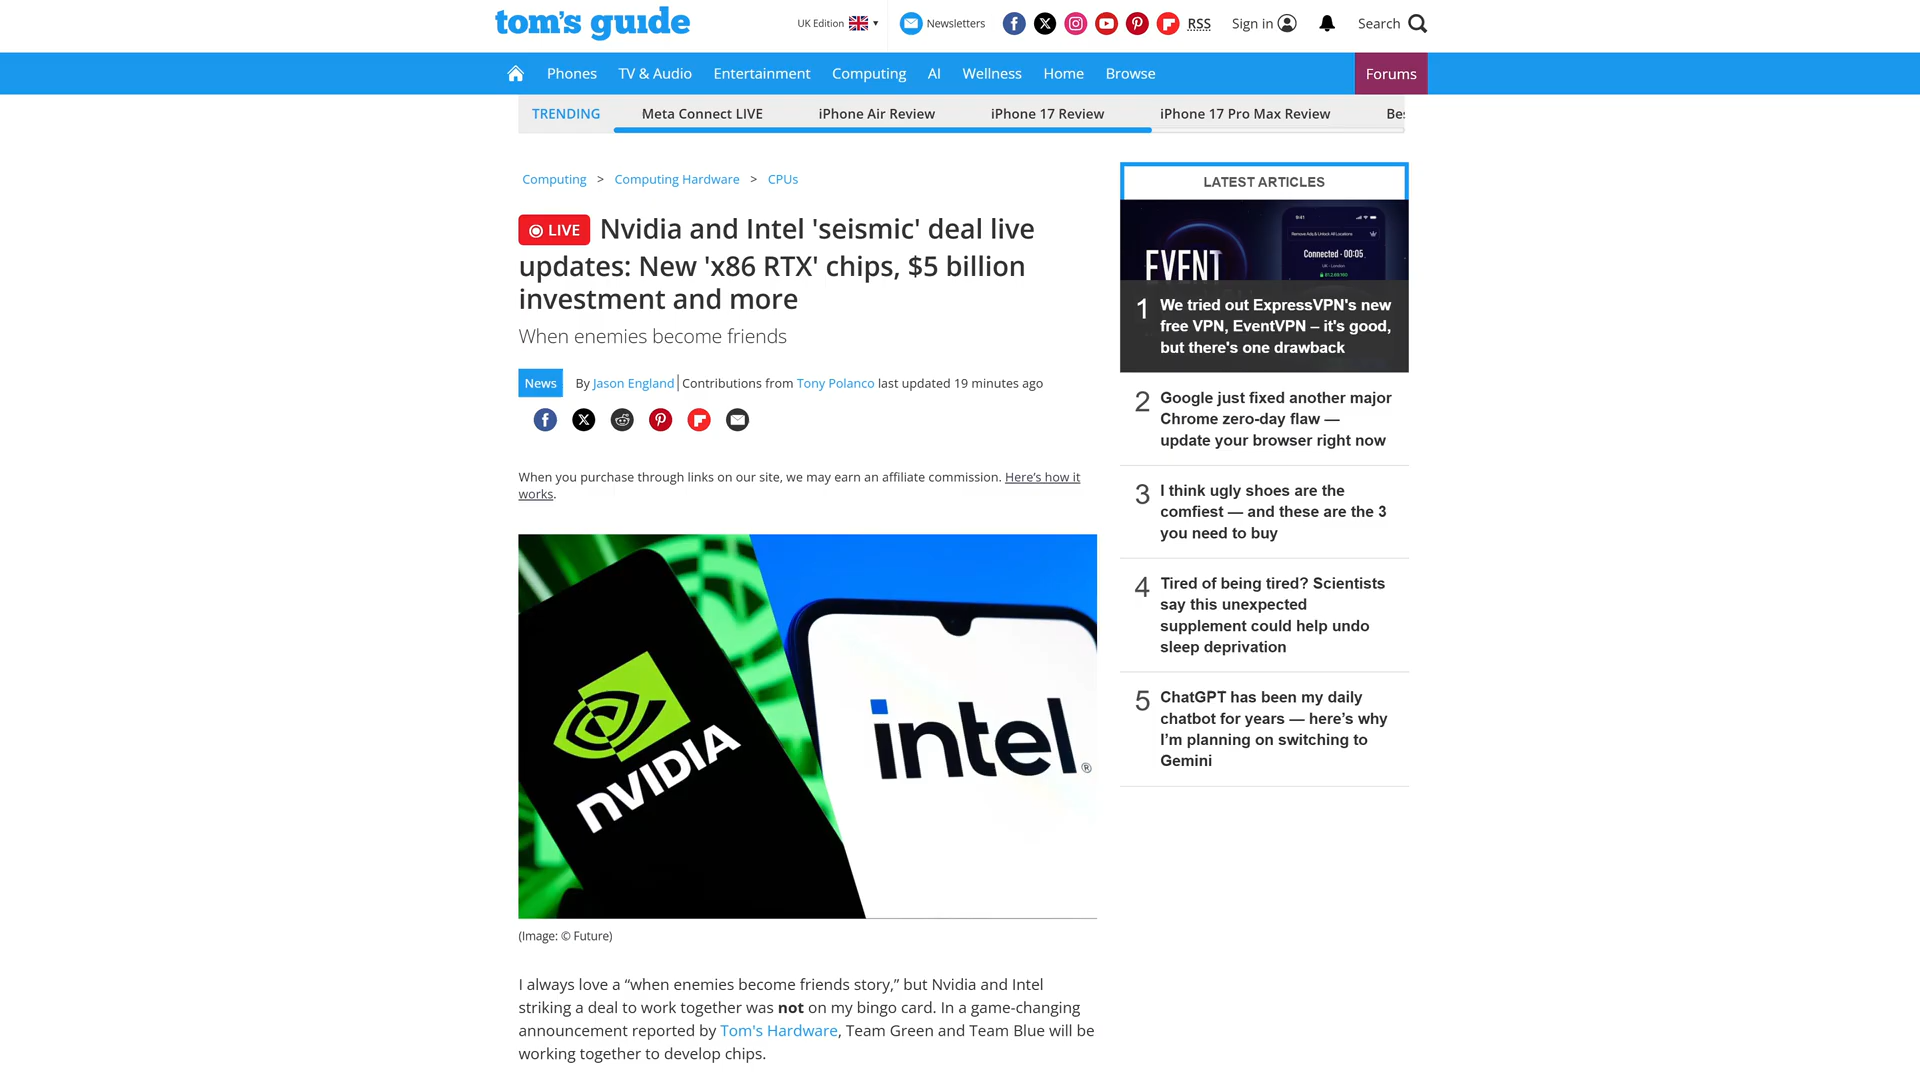 tom's guide
UK Edition
Newsletters
RSS
Sign in
Search
Phones
TV & Audio
Entertainment
Computing
AI
Wellness
Home
Browse
Forums
TRENDING
Meta Connect LIVE
iPhone Air Review
iPhone 17 Review
iPhone 17 Pro Max Review
Computing > Computing Hardware > CPUs
LIVE Nvidia and Intel 'seismic' deal live
updates: New 'x86 RTX' chips, $5 billion
investment and more
When enemies become friends
News
By Jason England | Contributions from Tony Polanco last updated 19 minutes ago
When you purchase through links on our site, we may earn an affiliate commission. Here's how it
works.
NVIDIA
intel®
(Image: © Future)
I always love a “when enemies become friends story,” but Nvidia and Intel
striking a deal to work together was not on my bingo card. In a game-changing
announcement reported by Tom's Hardware, Team Green and Team Blue will be
working together to develop chips.
LATEST ARTICLES
EVENT
9:41
Remove Ads & Unlock All Locations
Connected - 00:05
UK - London
1
We tried out ExpressVPN's new
free VPN, EventVPN – it's good,
but there's one drawback
2
Google just fixed another major
Chrome zero-day flaw —
update your browser right now
3
I think ugly shoes are the
comfiest — and these are the 3
you need to buy
4
Tired of being tired? Scientists
say this unexpected
supplement could help undo
sleep deprivation
5
ChatGPT has been my daily
chatbot for years — here’s why
I’m planning on switching to
Gemini